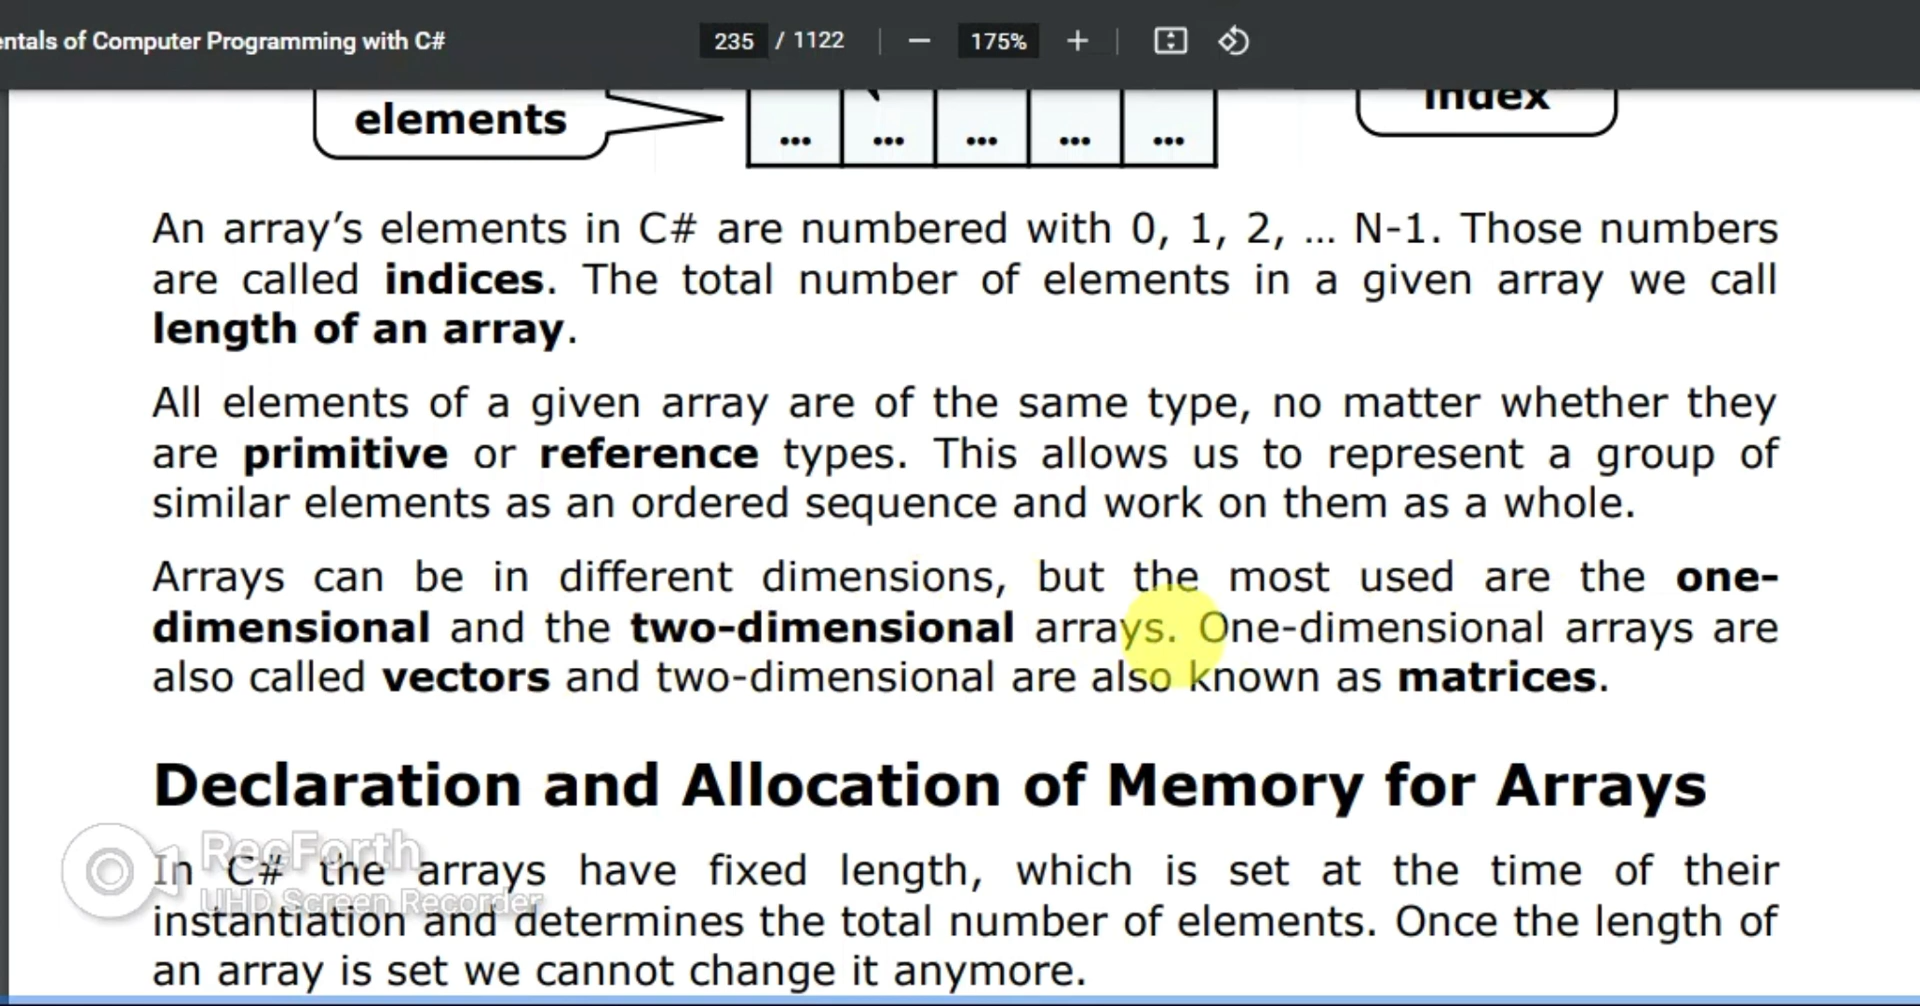 entals of Computer Programming with C#
235 / 1122 175%
elements
... ... ... ... ...
index
An array’s elements in C# are numbered with 0, 1, 2, … N-1. Those numbers
are called indices. The total number of elements in a given array we call
length of an array.
All elements of a given array are of the same type, no matter whether they
are primitive or reference types. This allows us to represent a group of
similar elements as an ordered sequence and work on them as a whole.
Arrays can be in different dimensions, but the most used are the one-
dimensional and the two-dimensional arrays. One-dimensional arrays are
also called vectors and two-dimensional are also known as matrices.
Declaration and Allocation of Memory for Arrays
RecForth
UHD Screen Recorder
In C# the arrays have fixed length, which is set at the time of their
instantiation and determines the total number of elements. Once the length of
an array is set we cannot change it anymore.